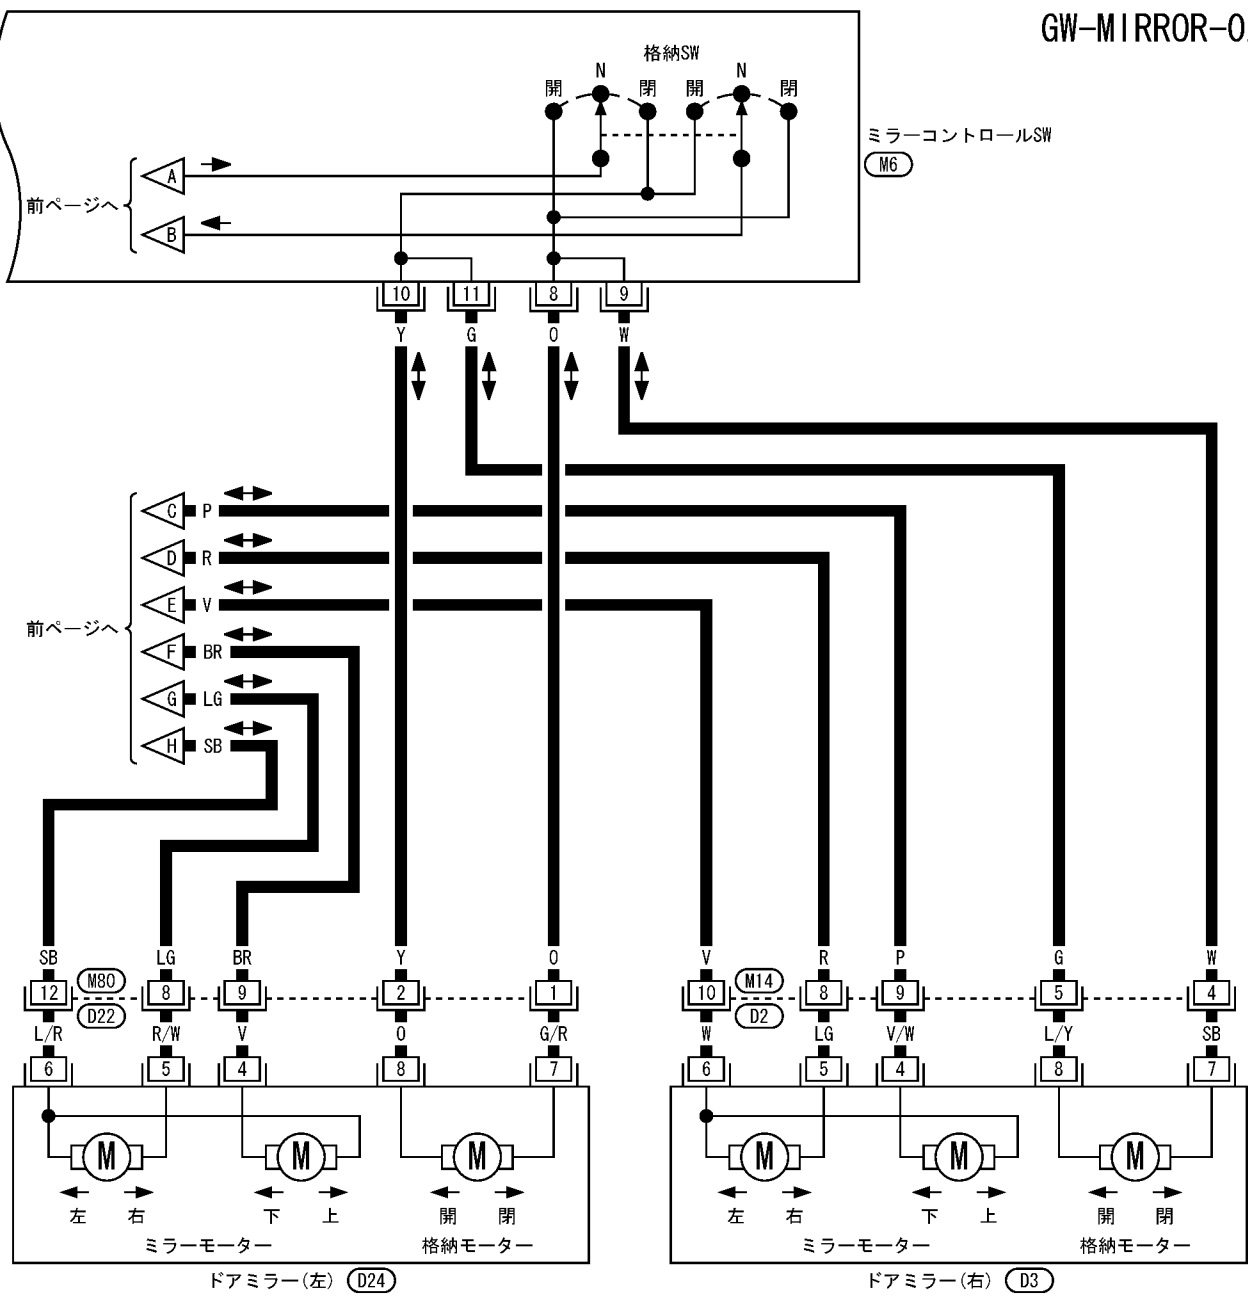 GW-MIRROR-0
格納SW
N N
開 閉 開 閉
ミラーコントロールSW
M6
A
前ページへ
B
10 11 8 9
Y G O W
C P
D R
E V
前ページへ
F BR
G LG
H SB
SB LG BR Y O V R P G W
M80 M14
12 8 9 2 1 10 8 9 5 4
D22 D2
L/R R/W V O G/R W LG V/W L/Y SB
6 5 4 8 7 6 5 4 8 7
M M M M M M
左 右 下 上 開 閉 左 右 下 上 開 閉
ミラーモーター 格納モーター ミラーモーター 格納モーター
ドアミラー(左) D24 ドアミラー(右) D3